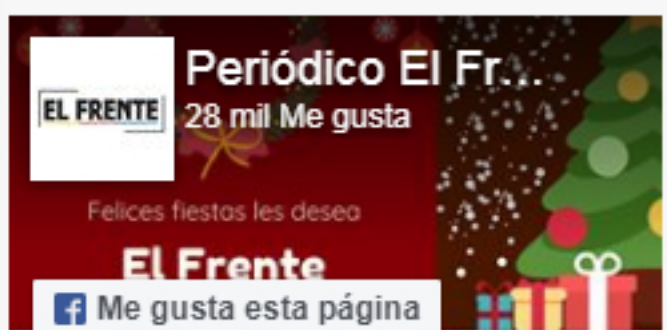 EL FRENTE
Periódico El Fr...
28 mil Me gusta
Felices fiestas les desea
El Frente
Me gusta esta página